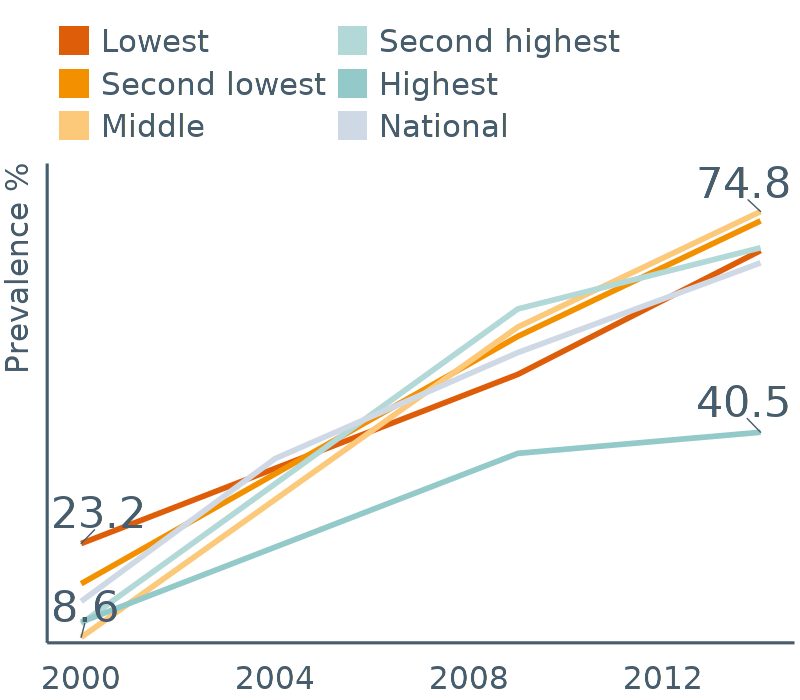 Lowest
Second lowest
Middle
Second highest
Highest
National
Prevalence %
74.8
40.5
23.2
8.6
2000 2004 2008 2012